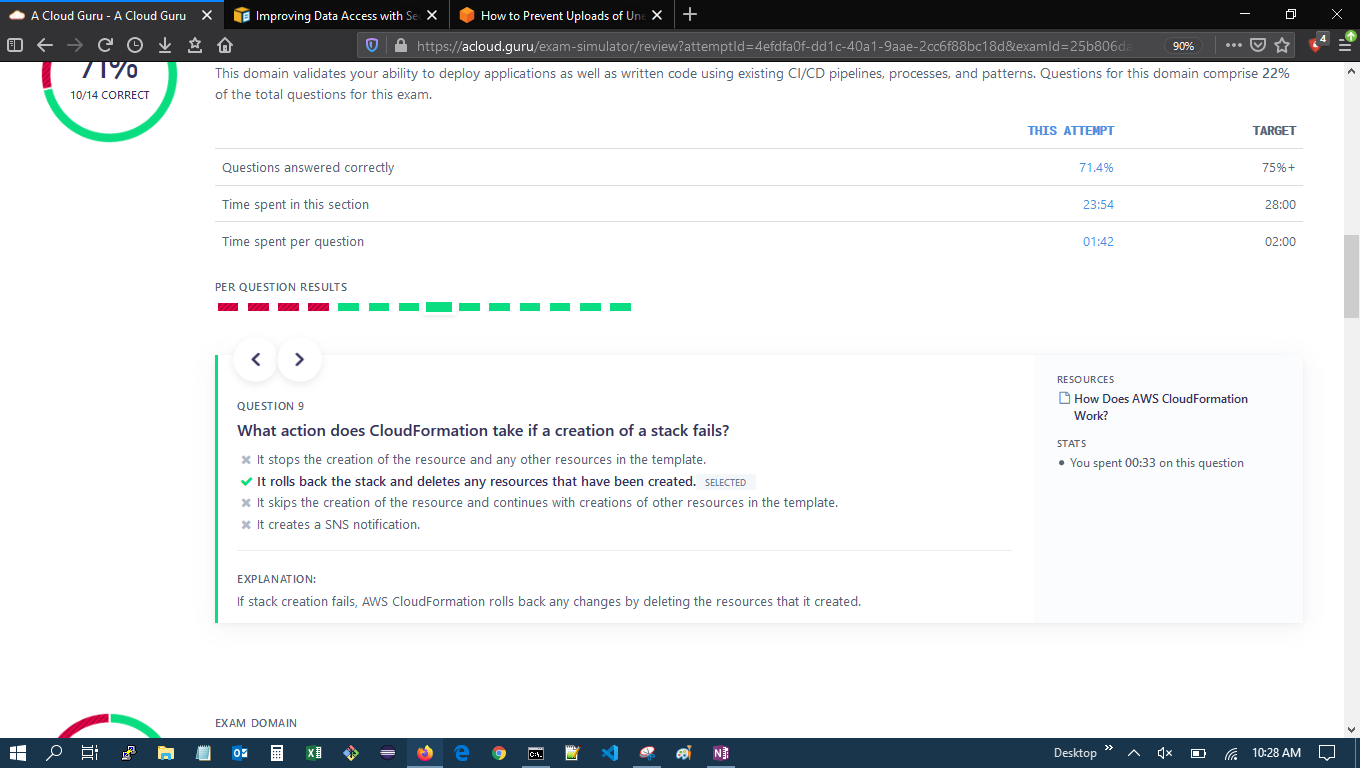 A Cloud Guru - A Cloud Guru
Improving Data Access with Se
How to Prevent Uploads of Une
https://acloud.guru/exam-simulator/review?attemptId=4efdfa0f-dd1c-40a1-9aae-2cc6f88bc18d&examId=25b806da
90%
4
71%
10/14 CORRECT
This domain validates your ability to deploy applications as well as written code using existing CI/CD pipelines, processes, and patterns. Questions for this domain comprise 22%
of the total questions for this exam.
THIS ATTEMPT TARGET
Questions answered correctly 71.4% 75%+
Time spent in this section 23:54 28:00
Time spent per question 01:42 02:00
PER QUESTION RESULTS
QUESTION 9
What action does CloudFormation take if a creation of a stack fails?
It stops the creation of the resource and any other resources in the template.
It rolls back the stack and deletes any resources that have been created. SELECTED
It skips the creation of the resource and continues with creations of other resources in the template.
It creates a SNS notification.
EXPLANATION:
If stack creation fails, AWS CloudFormation rolls back any changes by deleting the resources that it created.
RESOURCES
How Does AWS CloudFormation
Work?
STATS
You spent 00:33 on this question
EXAM DOMAIN
Desktop
10:28 AM